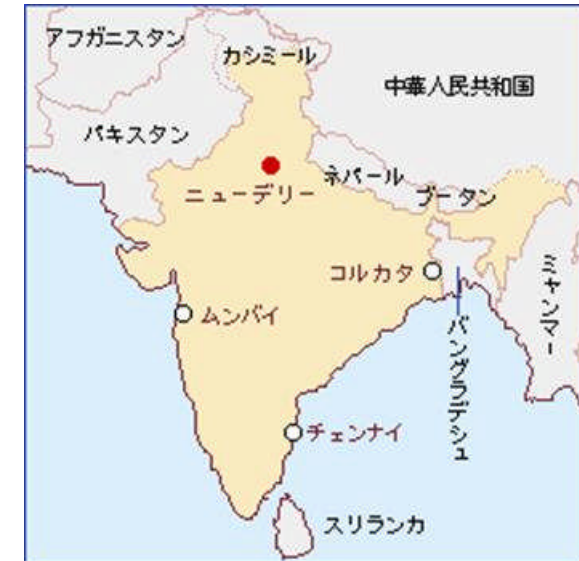 アフガニスタン
カシミール
中華人民共和国
パキスタン
ネパール
ブータン
ニューデリー
コルカタ
ミャンマー
ムンバイ
バングラデシュ
チェンナイ
スリランカ